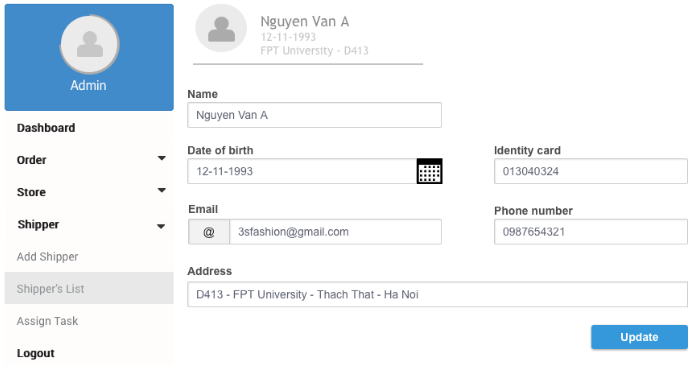 Admin
Dashboard
Order
Store
Shipper
Add Shipper
Shipper's List
Assign Task
Logout
Nguyen Van A
12-11-1993
FPT University - D413
Name
Nguyen Van A
Date of birth
12-11-1993
Identity card
013040324
Email
@ 3sfashion@gmail.com
Phone number
0987654321
Address
D413 - FPT University - Thach That - Ha Noi
Update